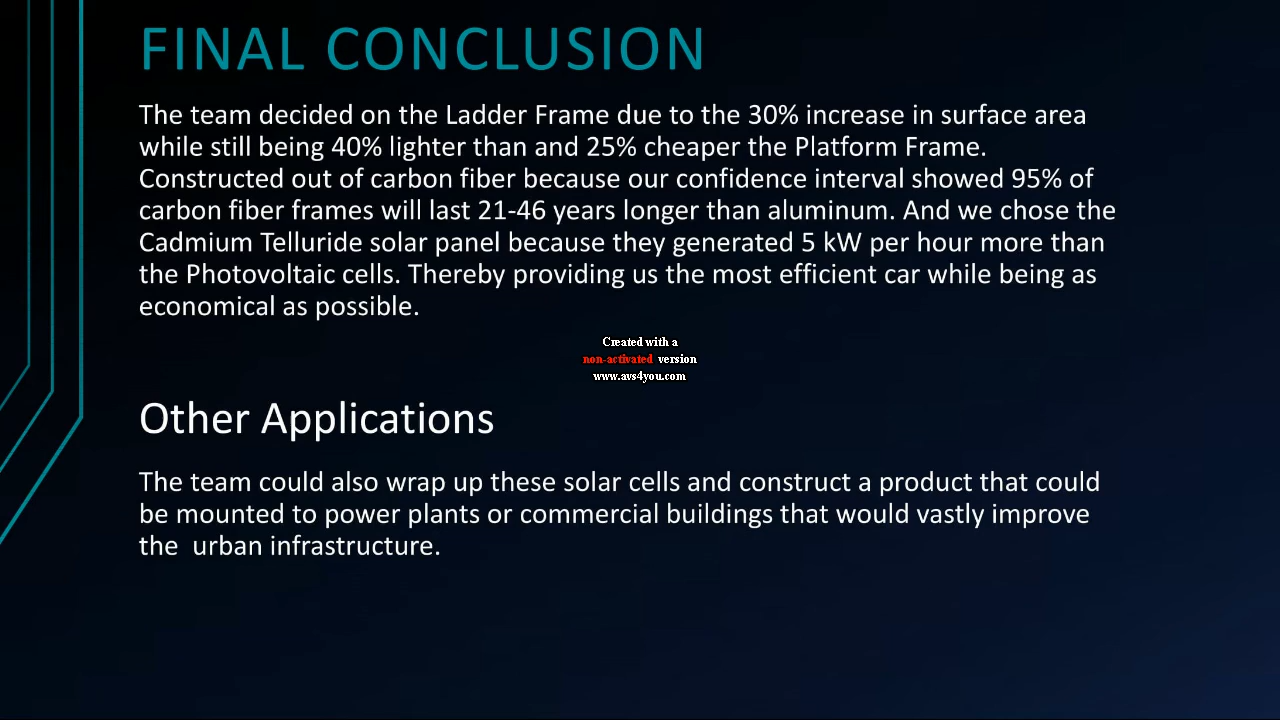 FINAL CONCLUSION
The team decided on the Ladder Frame due to the 30% increase in surface area
while still being 40% lighter than and 25% cheaper the Platform Frame.
Constructed out of carbon fiber because our confidence interval showed 95% of
carbon fiber frames will last 21-46 years longer than aluminum. And we chose the
Cadmium Telluride solar panel because they generated 5 kW per hour more than
the Photovoltaic cells. Thereby providing us the most efficient car while being as
economical as possible.
Created with a
non-activated version
www.avs4you.com
Other Applications
The team could also wrap up these solar cells and construct a product that could
be mounted to power plants or commercial buildings that would vastly improve
the  urban infrastructure.